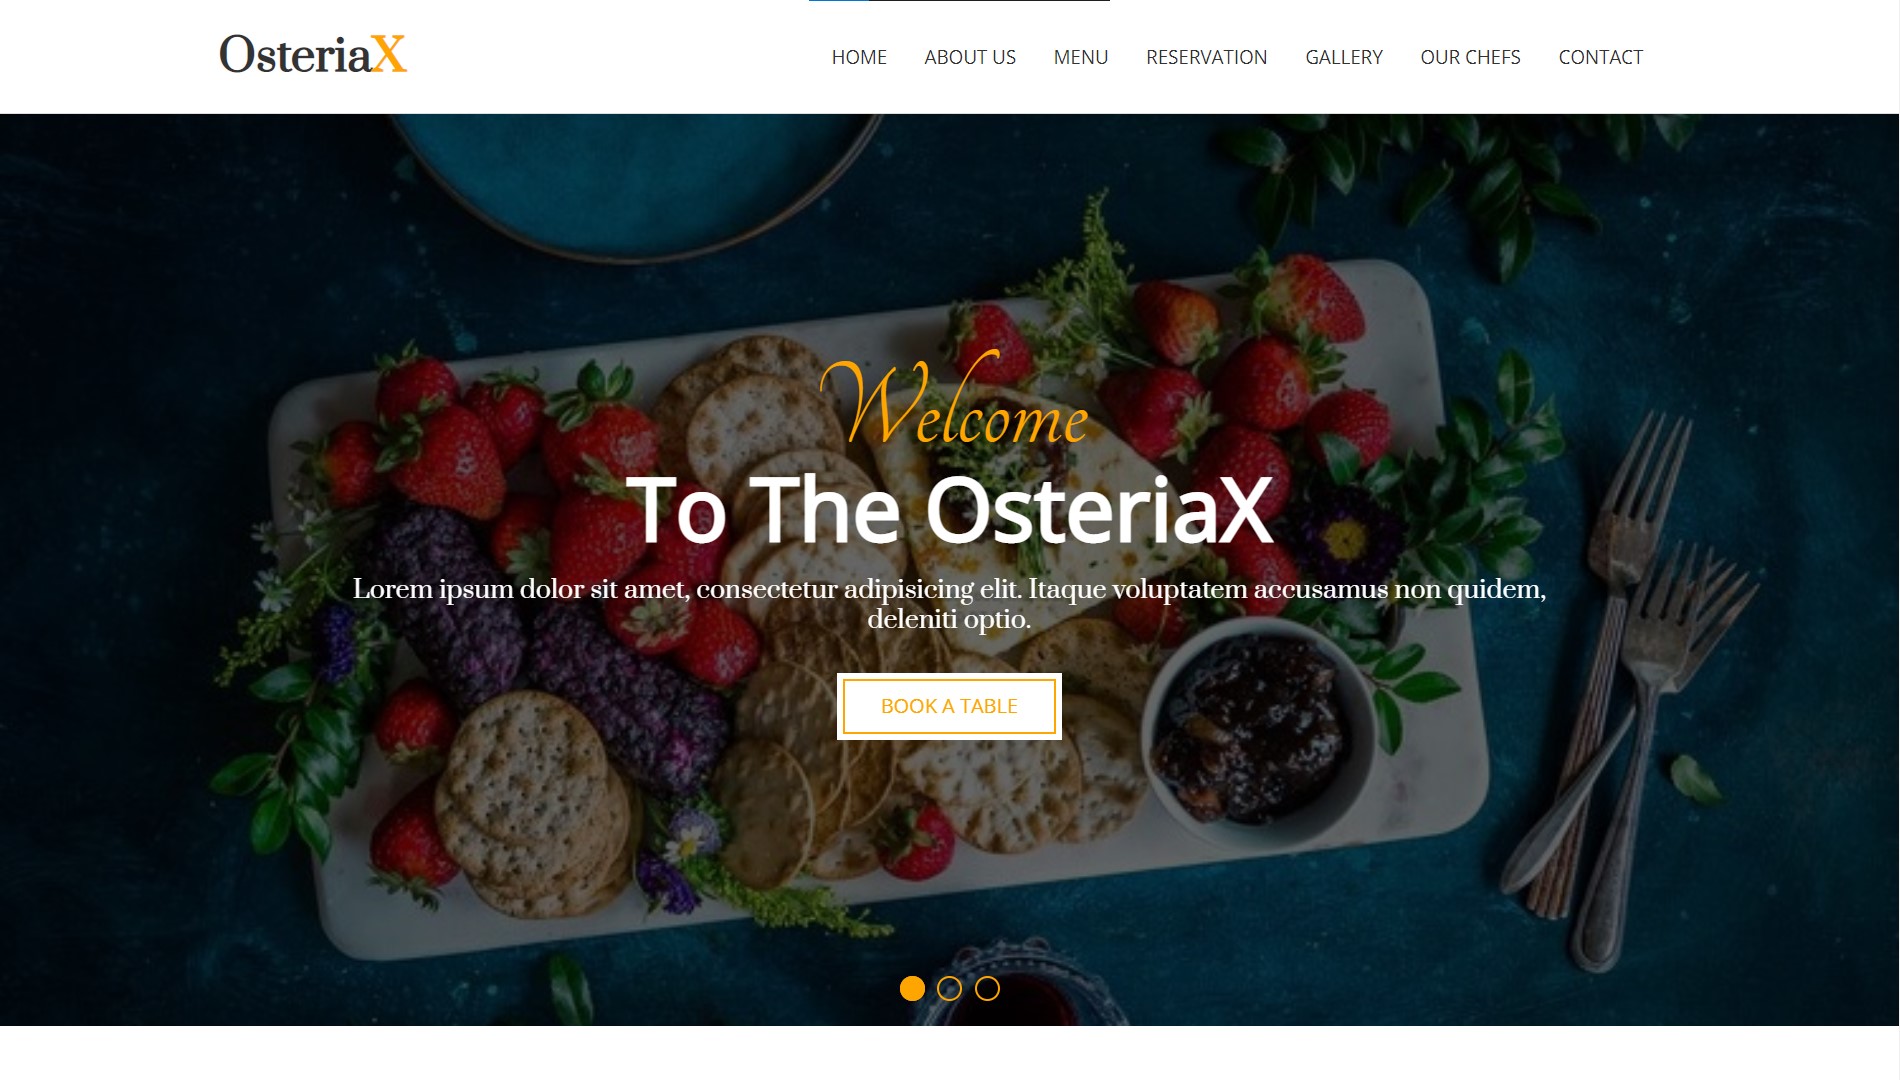 OsteriaX
HOME ABOUT US MENU RESERVATION GALLERY OUR CHEFS CONTACT
Welcome
To The OsteriaX
Lorem ipsum dolor sit amet, consectetur adipisicing elit. Itaque voluptatem accusamus non quidem,
deleniti optio.
BOOK A TABLE